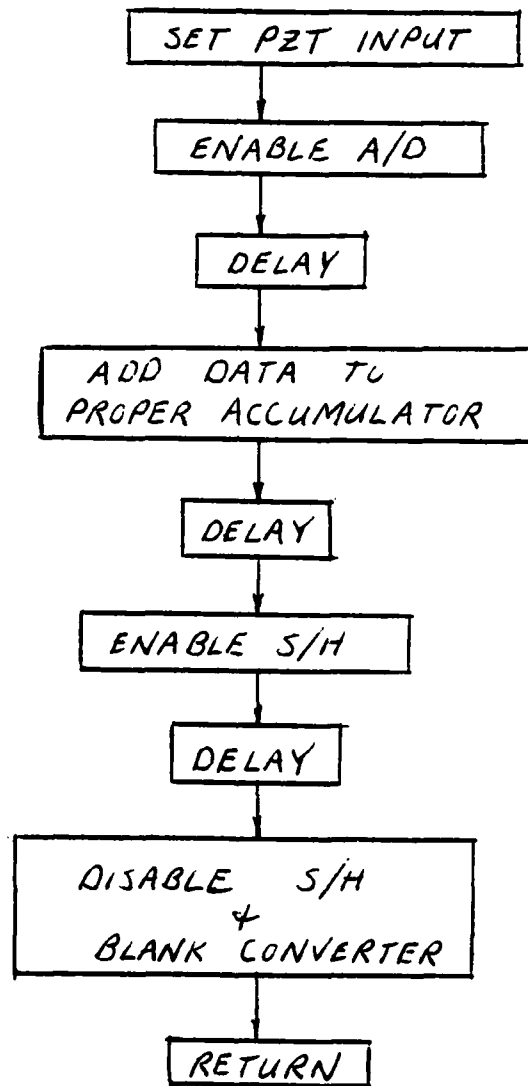 SET PZT INPUT
ENABLE A/D
DELAY
ADD DATA TO
PROPER ACCUMULATOR
DELAY
ENABLE S/H
DELAY
DISABLE S/H
&
BLANK CONVERTER
RETURN